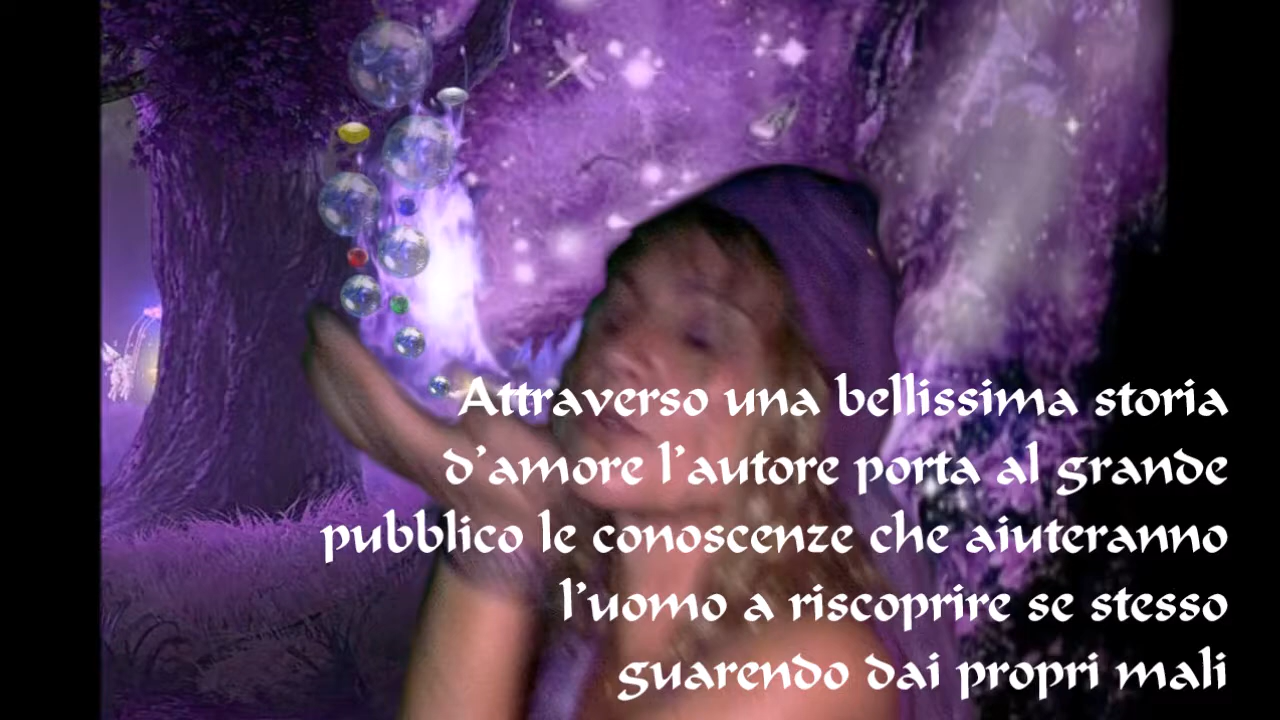 Attraverso una bellissima storia
d'amore l'autore porta al grande
pubblico le conoscenze che aiuteranno
l'uomo a riscoprire se stesso
guarendo dai propri mali